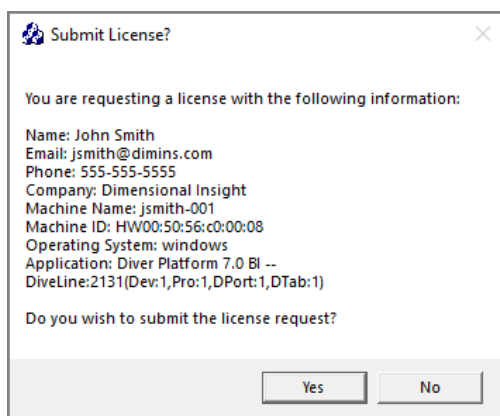 Submit License?
You are requesting a license with the following information:
Name: John Smith
Email: jsmith@dimins.com
Phone: 555-555-5555
Company: Dimensional Insight
Machine Name: jsmith-001
Machine ID: HW00:50:56:c0:00:08
Operating System: windows
Application: Diver Platform 7.0 BI --
DiveLine:2131(Dev:1,Pro:1,DPort:1,DTab:1)
Do you wish to submit the license request?
Yes
No